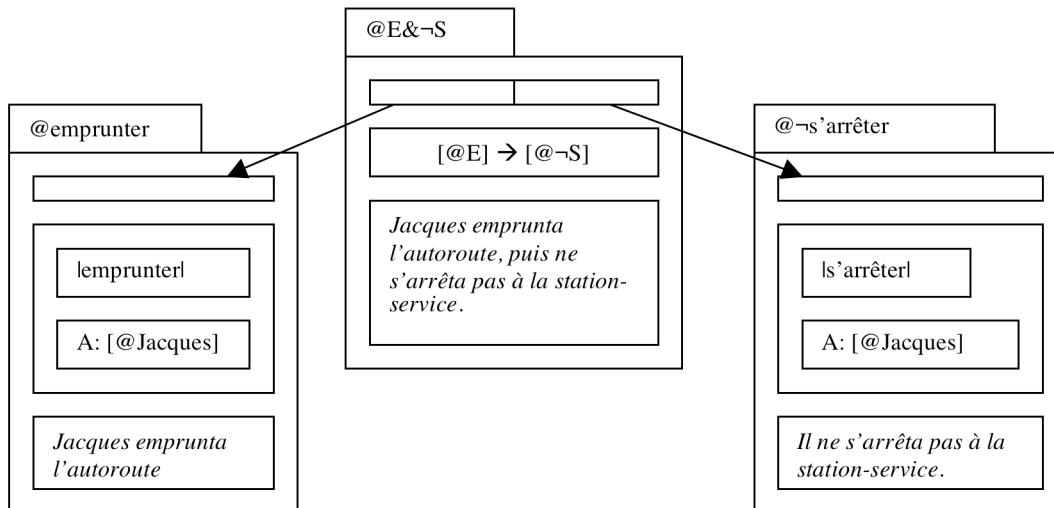 @E&¬S
@emprunter
@¬s’arrêter
[@E] → [@¬S]
Jacques emprunta
l’autoroute, puis ne
s’arrêta pas à la station-
service.
|emprunter|
A: [@Jacques]
Jacques emprunta
l’autoroute
|s’arrêter|
A: [@Jacques]
Il ne s’arrêta pas à la
station-service.